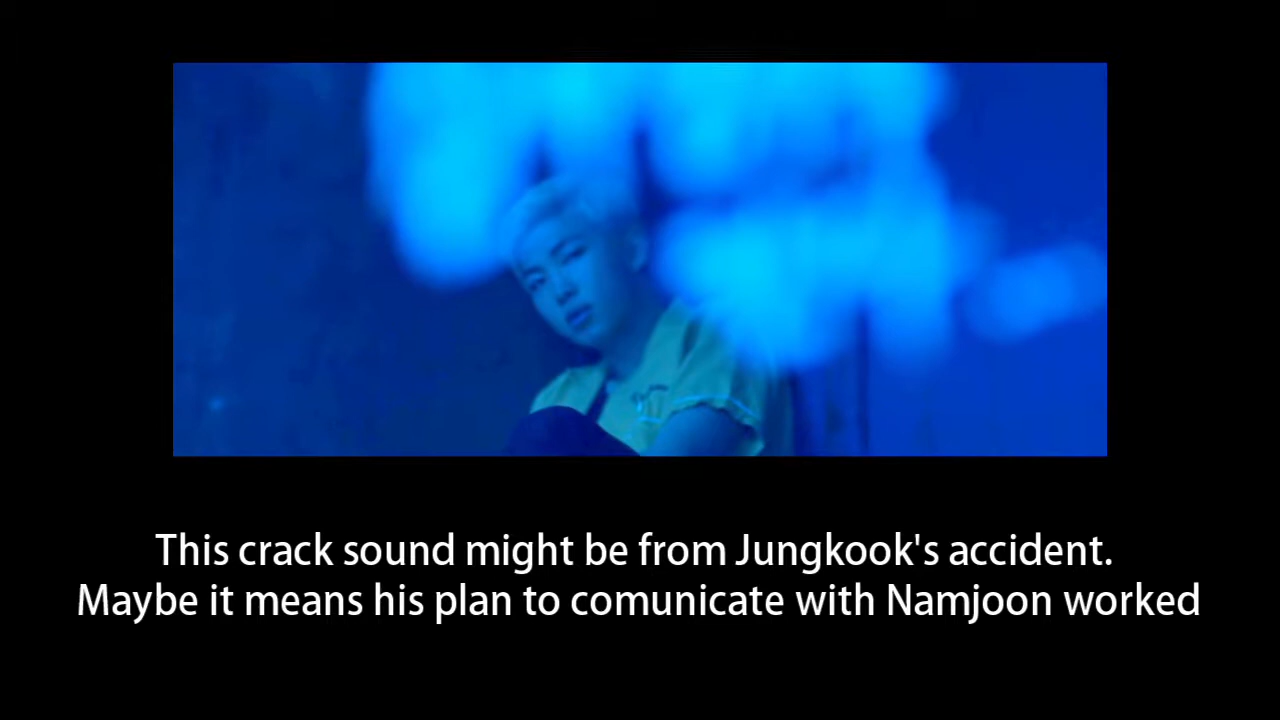 This crack sound might be from Jungkook's accident.
Maybe it means his plan to comunicate with Namjoon worked